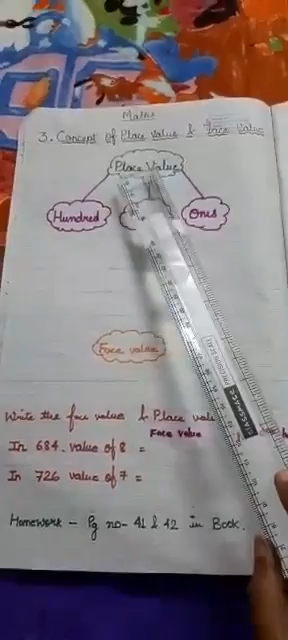 Maths
3. Concept of Place Value & Face Value
Place Value
Hundred
Ones
Face value
Write the face value & Place
Face Value
In 684. value of 8 =
In 726 value of 7 =
Homework - Pg no- 41 & 42 in Book.
CLASSMATE